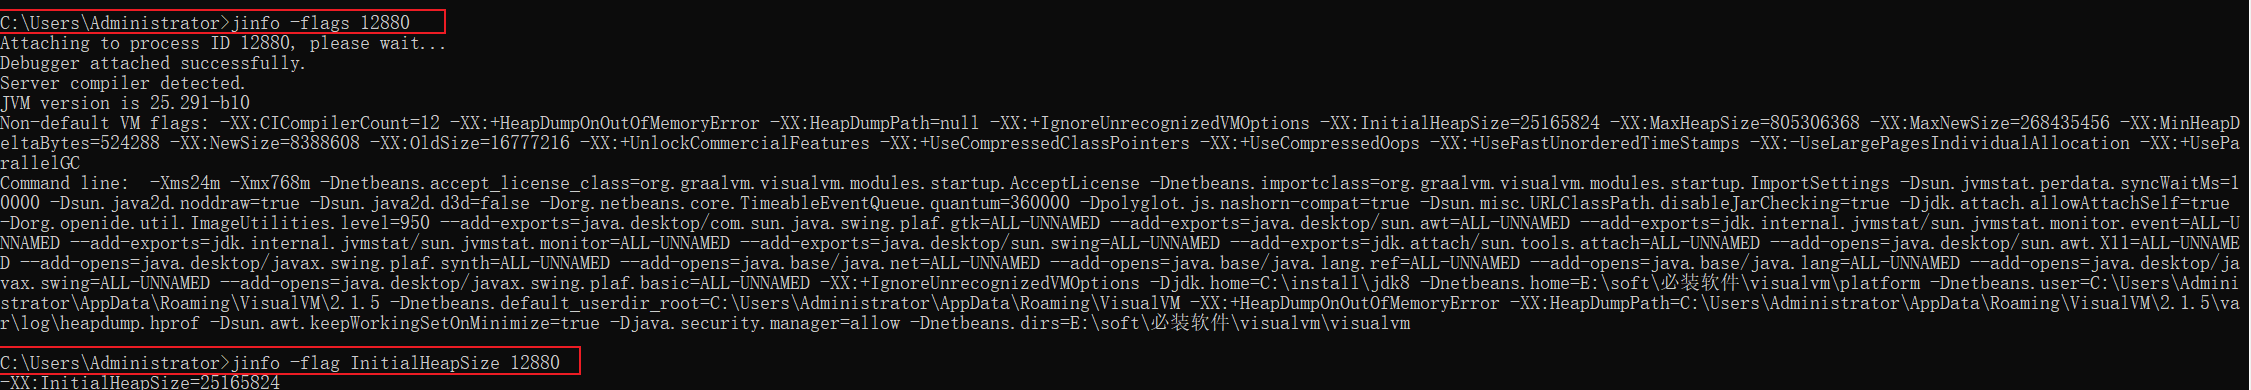 C:\Users\Administrator>jinfo -flags 12880
Attaching to process ID 12880, please wait...
Debugger attached successfully.
Server compiler detected.
JVM version is 25.291-b10
Non-default VM flags: -XX:CICompilerCount=12 -XX:+HeapDumpOnOutOfMemoryError -XX:HeapDumpPath=null -XX:+IgnoreUnrecognizedVMOptions -XX:InitialHeapSize=25165824 -XX:MaxHeapSize=805306368 -XX:MaxNewSize=268435456 -XX:MinHeapD
eltaBytes=524288 -XX:NewSize=8388608 -XX:OldSize=16777216 -XX:+UnlockCommercialFeatures -XX:+UseCompressedClassPointers -XX:+UseCompressedOops -XX:+UseFastUnorderedTimeStamps -XX:-UseLargePagesIndividualAllocation -XX:+UsePa
rallelGC
Command line:  -Xms24m -Xmx768m -Dnetbeans.accept_license_class=org.graalvm.visualvm.modules.startup.AcceptLicense -Dnetbeans.importclass=org.graalvm.visualvm.modules.startup.ImportSettings -Dsun.jvmstat.perdata.syncWaitMs=1
0000 -Dsun.java2d.noddraw=true -Dsun.java2d.d3d=false -Dorg.netbeans.core.TimeableEventQueue.quantum=360000 -Dpolyglot.js.nashorn-compat=true -Dsun.misc.URLClassPath.disableJarChecking=true -Djdk.attach.allowAttachSelf=true
-Dorg.openide.util.ImageUtilities.level=950 --add-exports=java.desktop/com.sun.java.swing.plaf.gtk=ALL-UNNAMED --add-exports=java.desktop/sun.awt=ALL-UNNAMED --add-exports=jdk.internal.jvmstat/sun.jvmstat.monitor.event=ALL-U
NNAMED --add-exports=jdk.internal.jvmstat/sun.jvmstat.monitor=ALL-UNNAMED --add-exports=java.desktop/sun.swing=ALL-UNNAMED --add-exports=jdk.attach/sun.tools.attach=ALL-UNNAMED --add-opens=java.desktop/sun.awt.X11=ALL-UNNAME
D --add-opens=java.desktop/javax.swing.plaf.synth=ALL-UNNAMED --add-opens=java.base/java.net=ALL-UNNAMED --add-opens=java.base/java.lang.ref=ALL-UNNAMED --add-opens=java.base/java.lang=ALL-UNNAMED --add-opens=java.desktop/ja
vax.swing=ALL-UNNAMED --add-opens=java.desktop/javax.swing.plaf.basic=ALL-UNNAMED -XX:+IgnoreUnrecognizedVMOptions -Djdk.home=C:\install\jdk8 -Dnetbeans.home=E:\soft\必装软件\visualvm\platform -Dnetbeans.user=C:\Users\Admini
strator\AppData\Roaming\VisualVM\2.1.5 -Dnetbeans.default_userdir_root=C:\Users\Administrator\AppData\Roaming\VisualVM -XX:+HeapDumpOnOutOfMemoryError -XX:HeapDumpPath=C:\Users\Administrator\AppData\Roaming\VisualVM\2.1.5\va
r\log\heapdump.hprof -Dsun.awt.keepWorkingSetOnMinimize=true -Djava.security.manager=allow -Dnetbeans.dirs=E:\soft\必装软件\visualvm\visualvm
C:\Users\Administrator>jinfo -flag InitialHeapSize 12880
-XX:InitialHeapSize=25165824